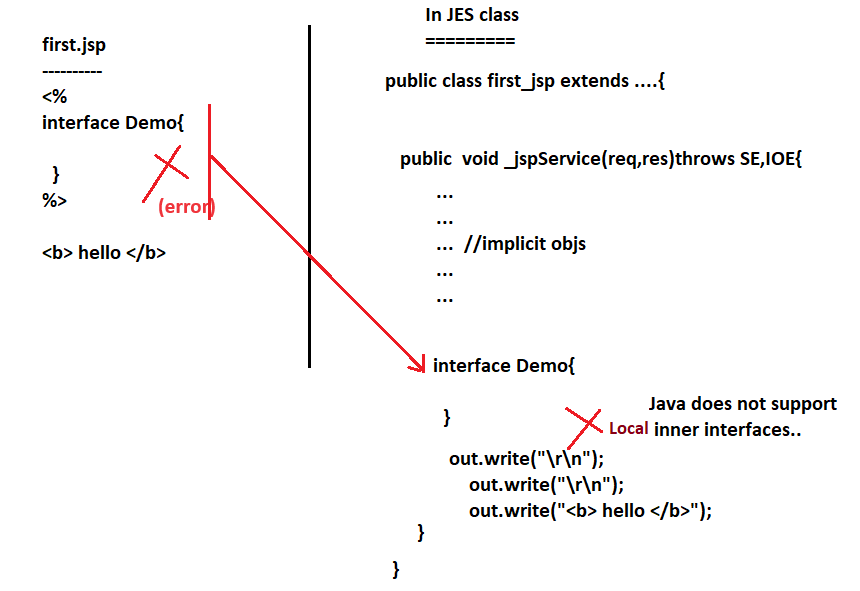 first.jsp
----------
<%
interface Demo{
}
%>
(error)
<b> hello </b>
In JES class
=========
public class first_jsp extends ....{
public  void _jspService(req,res)throws SE,IOE{
...
...
...  //implicit objs
...
...
interface Demo{
}
Java does not support
Local inner interfaces..
out.write("\r\n");
out.write("\r\n");
out.write("<b> hello </b>");
}
}